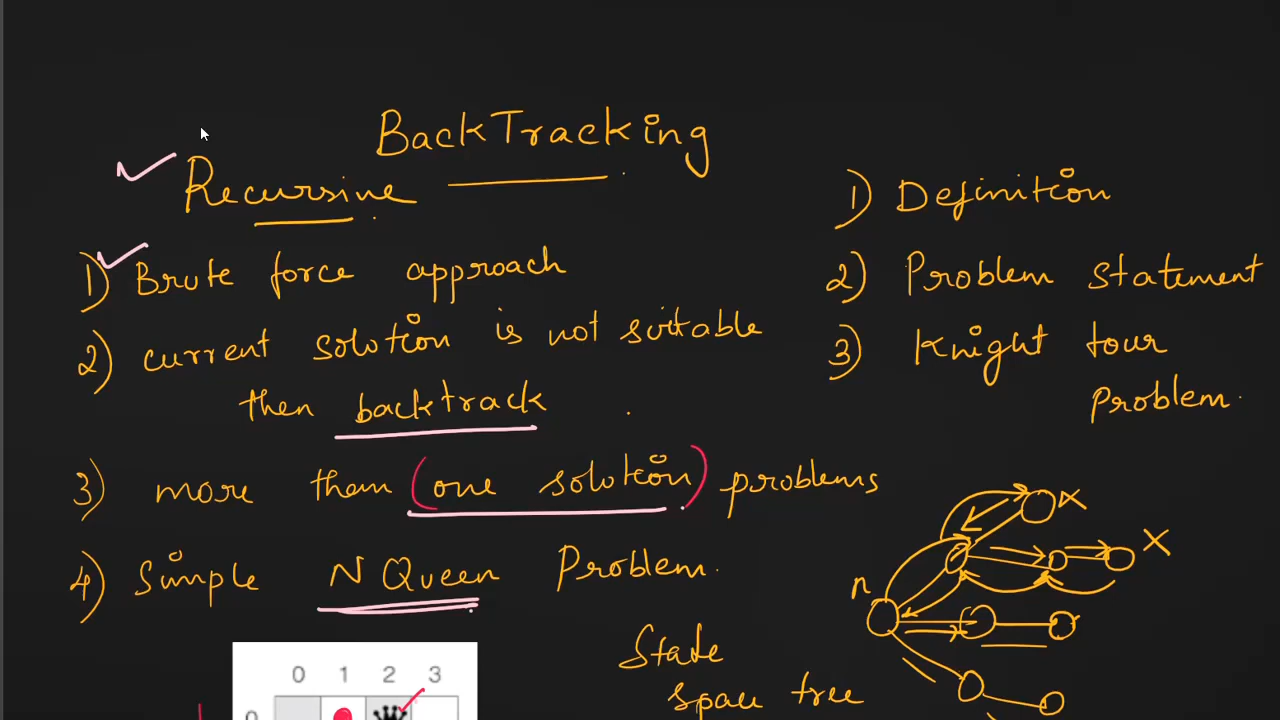 BackTracking
Recursive
1) Brute force approach
2) current solution is not suitable
then backtrack
3) more than (one solution) problems
4) Simple N Queen Problem.
1) Definition
2) Problem statement
3) Knight tour
Problem.
n
x
x
State
space tree
0 1 2 3
0